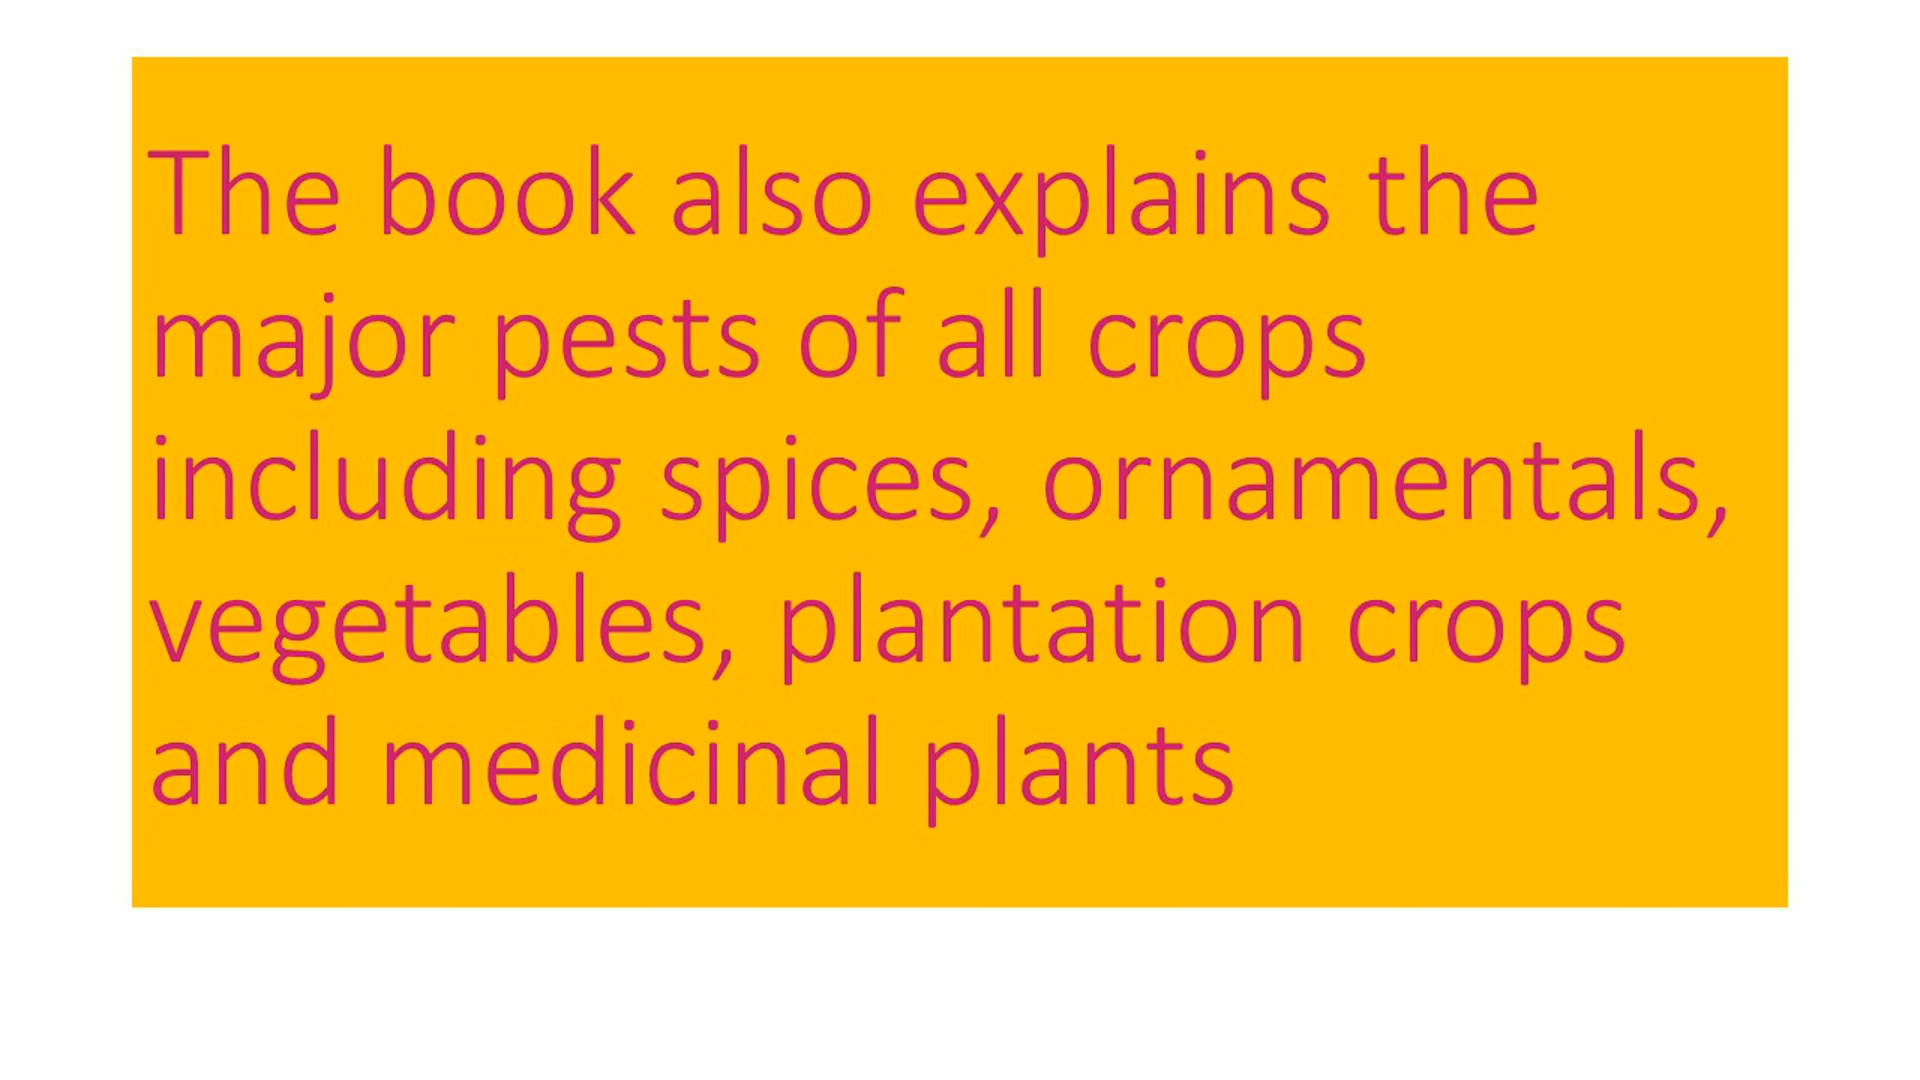 The book also explains the
major pests of all crops
including spices, ornamentals,
vegetables, plantation crops
and medicinal plants